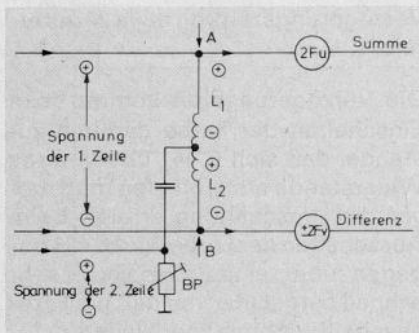 A
Summe
2Fu
⊕
L1
⊕
Spannung
der 1. Zeile
⊖
⊕
L2
⊖
⊖
Differenz
±2Fv
B
⊕
Spannung der 2. Zeile
BP
⊖